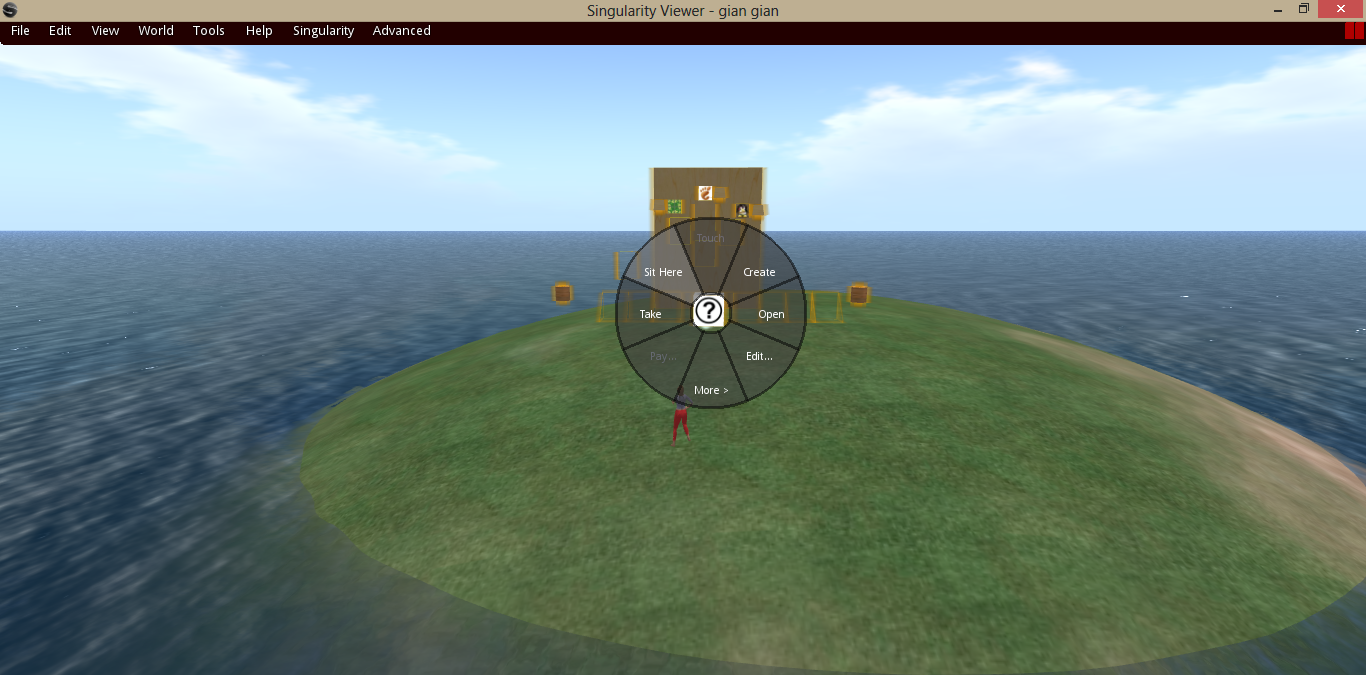 Singularity Viewer - gian gian
File Edit View World Tools Help Singularity Advanced
Touch
Sit Here Create
Take ? Open
Pay... Edit...
More >